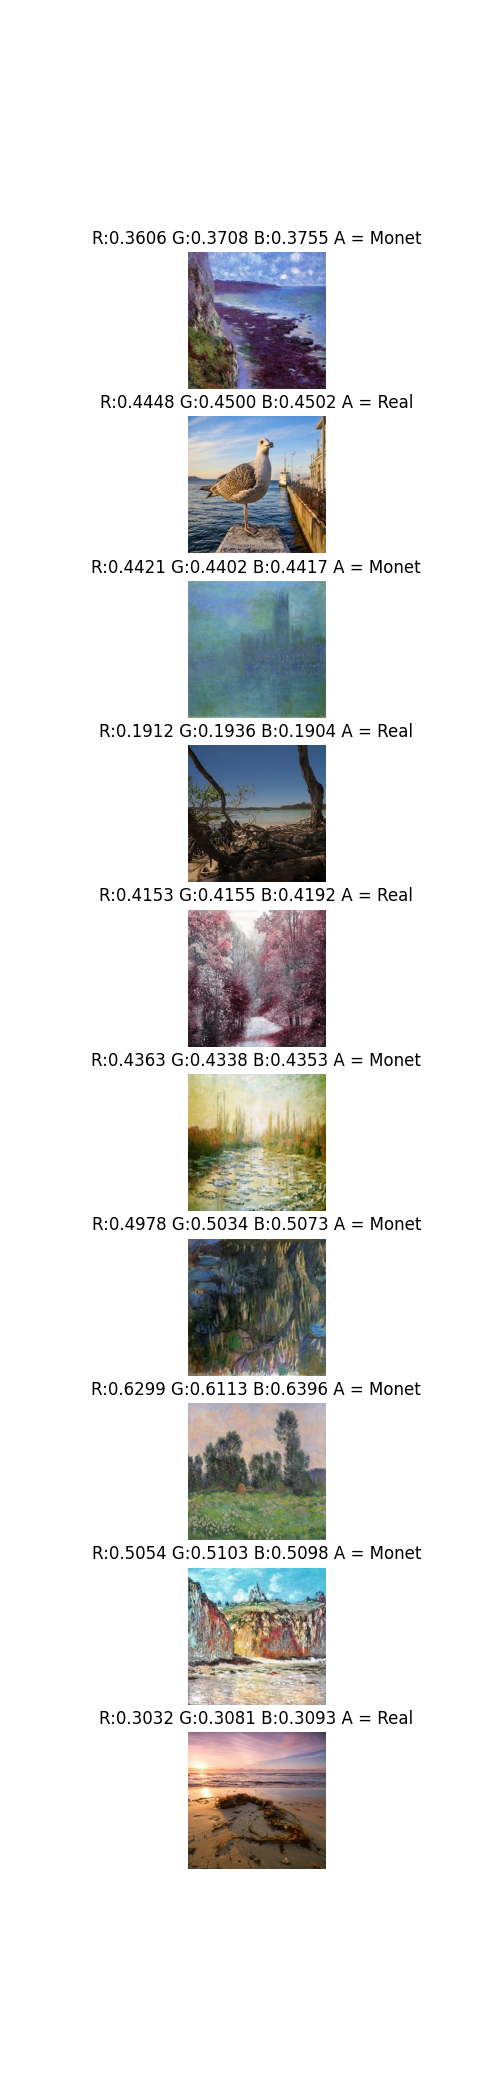 R:0.3606 G:0.3708 B:0.3755 A = Monet
R:0.4448 G:0.4500 B:0.4502 A = Real
R:0.4421 G:0.4402 B:0.4417 A = Monet
R:0.1912 G:0.1936 B:0.1904 A = Real
R:0.4153 G:0.4155 B:0.4192 A = Real
R:0.4363 G:0.4338 B:0.4353 A = Monet
R:0.4978 G:0.5034 B:0.5073 A = Monet
R:0.6299 G:0.6113 B:0.6396 A = Monet
R:0.5054 G:0.5103 B:0.5098 A = Monet
R:0.3032 G:0.3081 B:0.3093 A = Real